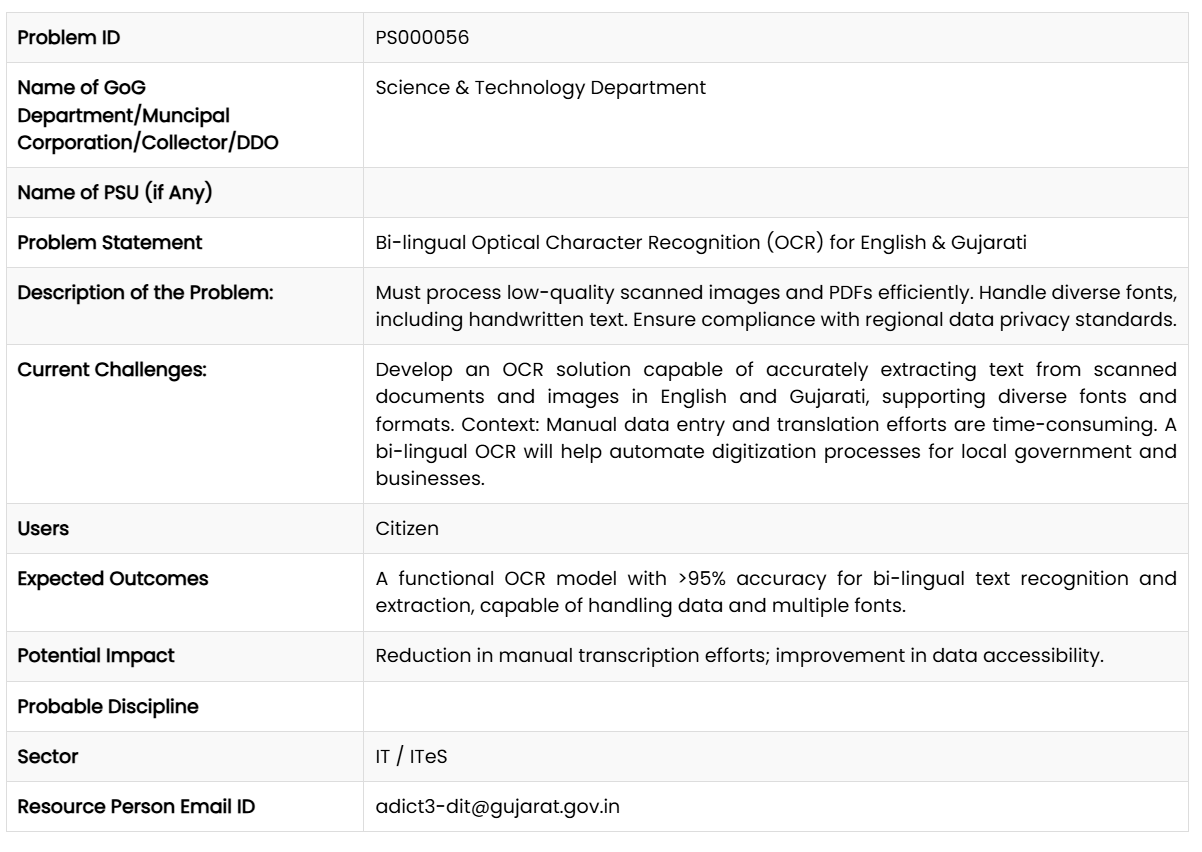 Problem ID
PS000056
Name of GoG
Department/Muncipal
Corporation/Collector/DDO
Science & Technology Department
Name of PSU (if Any)
Problem Statement
Bi-lingual Optical Character Recognition (OCR) for English & Gujarati
Description of the Problem:
Must process low-quality scanned images and PDFs efficiently. Handle diverse fonts,
including handwritten text. Ensure compliance with regional data privacy standards.
Current Challenges:
Develop an OCR solution capable of accurately extracting text from scanned
documents and images in English and Gujarati, supporting diverse fonts and
formats. Context: Manual data entry and translation efforts are time-consuming. A
bi-lingual OCR will help automate digitization processes for local government and
businesses.
Users
Citizen
Expected Outcomes
A functional OCR model with >95% accuracy for bi-lingual text recognition and
extraction, capable of handling data and multiple fonts.
Potential Impact
Reduction in manual transcription efforts; improvement in data accessibility.
Probable Discipline
Sector
IT / ITeS
Resource Person Email ID
adict3-dit@gujarat.gov.in